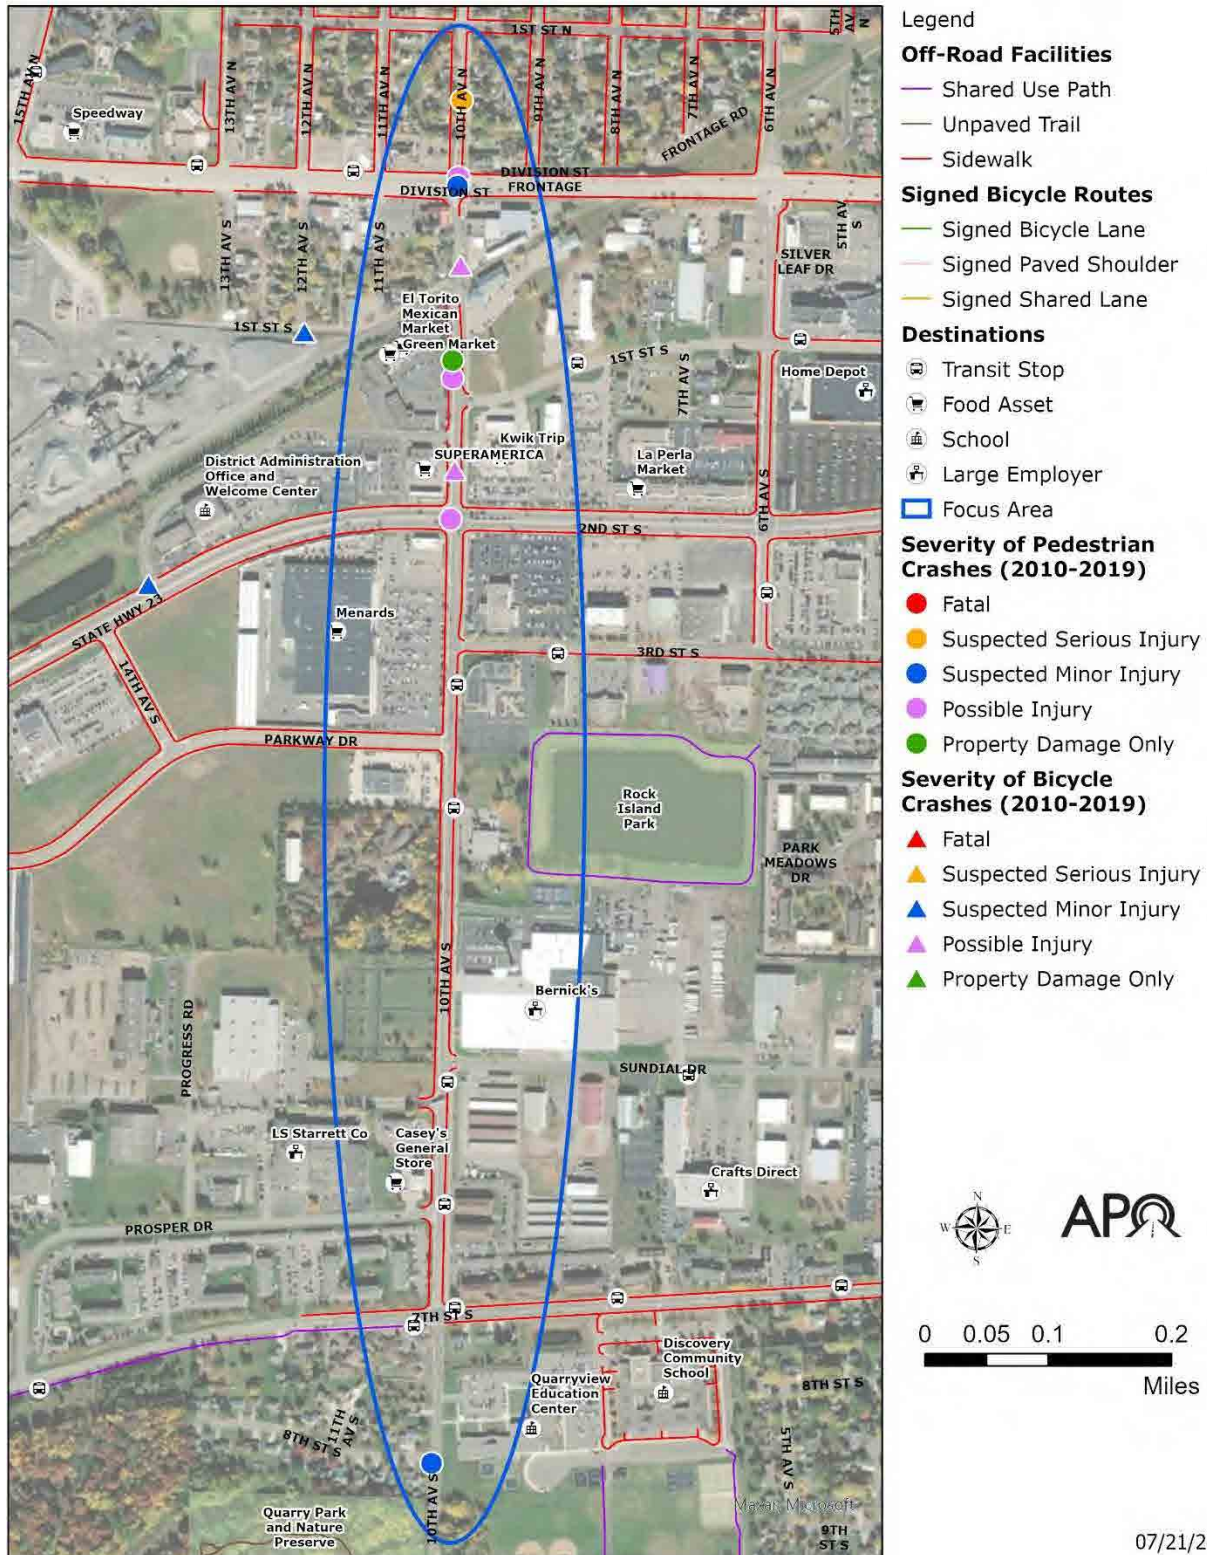 1ST ST N
5TH AV N
15TH AV N
13TH AV N
12TH AV N
11TH AV N
10TH AV N
9TH AV N
8TH AV N
7TH AV N
6TH AV N
Speedway
FRONTAGE RD
DIVISION ST
FRONTAGE
DIVISION ST
13TH AV S
12TH AV S
11TH AV S
5TH AV S
SILVER
LEAF DR
1ST ST S
El Torito
Mexican
Market
Green Market
1ST ST S
7TH AV S
Home Depot
Kwik Trip
SUPERAMERICA
La Perla
Market
District Administration
Office and
Welcome Center
6TH AV S
2ND ST S
STATE HWY 23
Menards
14TH AV S
3RD ST S
PARKWAY DR
Rock
Island
Park
PARK
MEADOWS
DR
10TH AV S
Bernick's
PROGRESS RD
SUNDIAL DR
LS Starrett Co
Casey's
General
Store
Crafts Direct
PROSPER DR
7TH ST S
Discovery
Community
School
Quarryview
Education
Center
8TH ST S
11TH
AV S
8TH ST S
5TH AV S
10TH AV S
Quarry Park
and Nature
Preserve
Maxar, Microsoft
9TH
ST S
Legend
Off-Road Facilities
Shared Use Path
Unpaved Trail
Sidewalk
Signed Bicycle Routes
Signed Bicycle Lane
Signed Paved Shoulder
Signed Shared Lane
Destinations
Transit Stop
Food Asset
School
Large Employer
Focus Area
Severity of Pedestrian
Crashes (2010-2019)
Fatal
Suspected Serious Injury
Suspected Minor Injury
Possible Injury
Property Damage Only
Severity of Bicycle
Crashes (2010-2019)
Fatal
Suspected Serious Injury
Suspected Minor Injury
Possible Injury
Property Damage Only
N
W E
S
APO
0 0.05 0.1 0.2
Miles
07/21/2